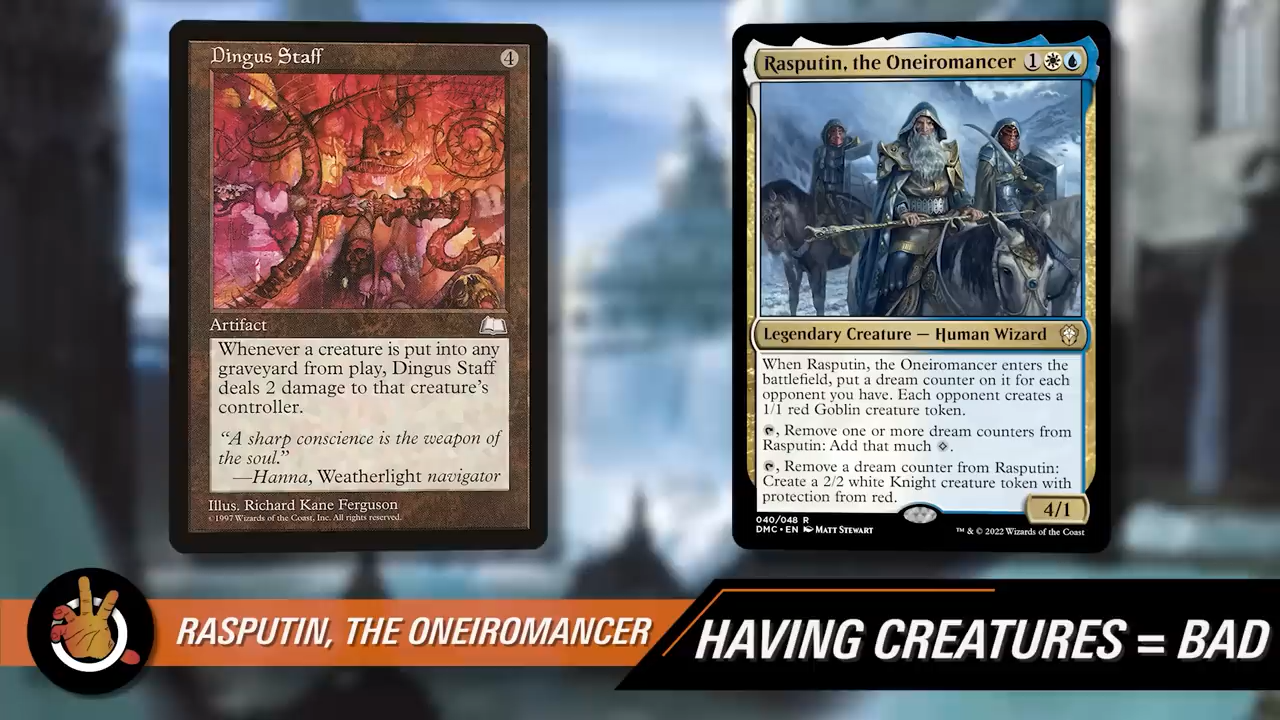 Dingus Staff 4
Artifact
Whenever a creature is put into any
graveyard from play, Dingus Staff
deals 2 damage to that creature's
controller.
"A sharp conscience is the weapon of
the soul."
—Hanna, Weatherlight navigator
Illus. Richard Kane Ferguson
©1997 Wizards of the Coast, Inc. All rights reserved.
Rasputin, the Oneiromancer 1
Legendary Creature — Human Wizard
When Rasputin, the Oneiromancer enters the
battlefield, put a dream counter on it for each
opponent you have. Each opponent creates a
1/1 red Goblin creature token.
, Remove one or more dream counters from
Rasputin: Add that much .
, Remove a dream counter from Rasputin:
Create a 2/2 white Knight creature token with
protection from red.
4/1
040/048 R
DMC • EN Matt Stewart
™ & © 2022 Wizards of the Coast
RASPUTIN, THE ONEIROMANCER
HAVING CREATURES = BAD